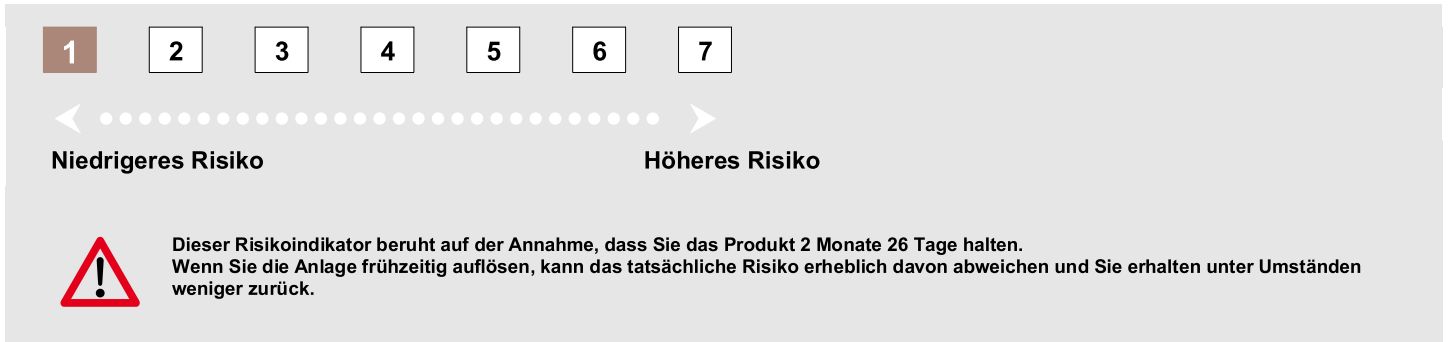 1 2 3 4 5 6 7
Niedrigeres Risiko Höheres Risiko
Dieser Risikoindikator beruht auf der Annahme, dass Sie das Produkt 2 Monate 26 Tage halten.
Wenn Sie die Anlage frühzeitig auflösen, kann das tatsächliche Risiko erheblich davon abweichen und Sie erhalten unter Umständen
weniger zurück.